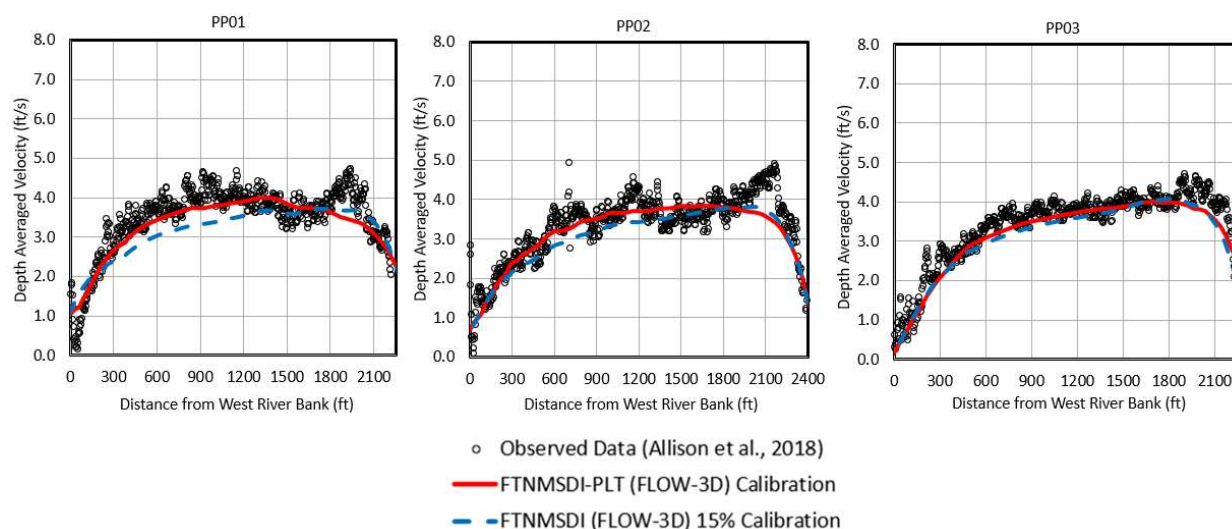 PP01
PP02
PP03
Depth Averaged Velocity (ft/s)
8.0
7.0
6.0
5.0
4.0
3.0
2.0
1.0
0.0
0 300 600 900 1200 1500 1800 2100
Distance from West River Bank (ft)
Depth Averaged Velocity (ft/s)
8.0
7.0
6.0
5.0
4.0
3.0
2.0
1.0
0.0
0 300 600 900 1200 1500 1800 2100 2400
Distance from West River Bank (ft)
Depth Averaged Velocity (ft/s)
8.0
7.0
6.0
5.0
4.0
3.0
2.0
1.0
0.0
0 300 600 900 1200 1500 1800 2100
Distance from West River Bank (ft)
Observed Data (Allison et al., 2018)
FTNMSDI-PLT (FLOW-3D) Calibration
FTNMSDI (FLOW-3D) 15% Calibration